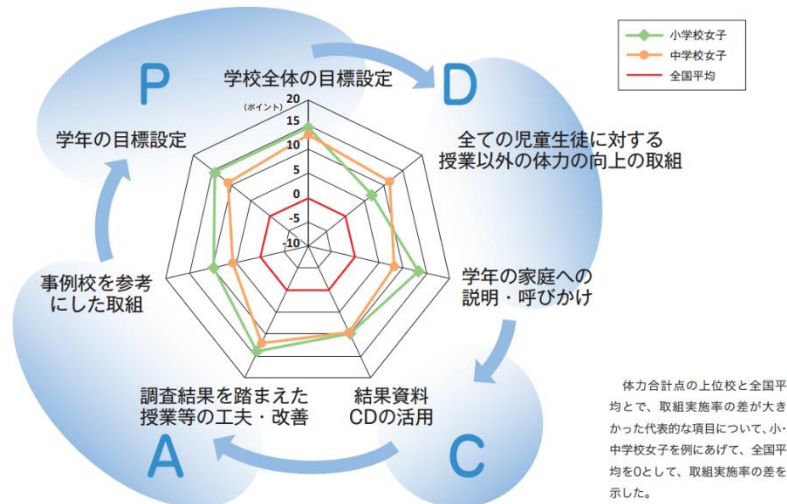 小学校女子
中学校女子
全国平均
P
D
学校全体の目標設定
(ポイント)
20
15
10
5
0
-5
-10
学年の目標設定
全ての児童生徒に対する
授業以外の体力の向上の取組
事例校を参考
にした取組
学年の家庭への
説明・呼びかけ
調査結果を踏まえた
授業等の工夫・改善
結果資料
CDの活用
A
C
体力合計点の上位校と全国平
均とで、取組実施率の差が大き
かった代表的な項目について、小・
中学校女子を例にあげて、全国平
均を0として、取組実施率の差を
示した。